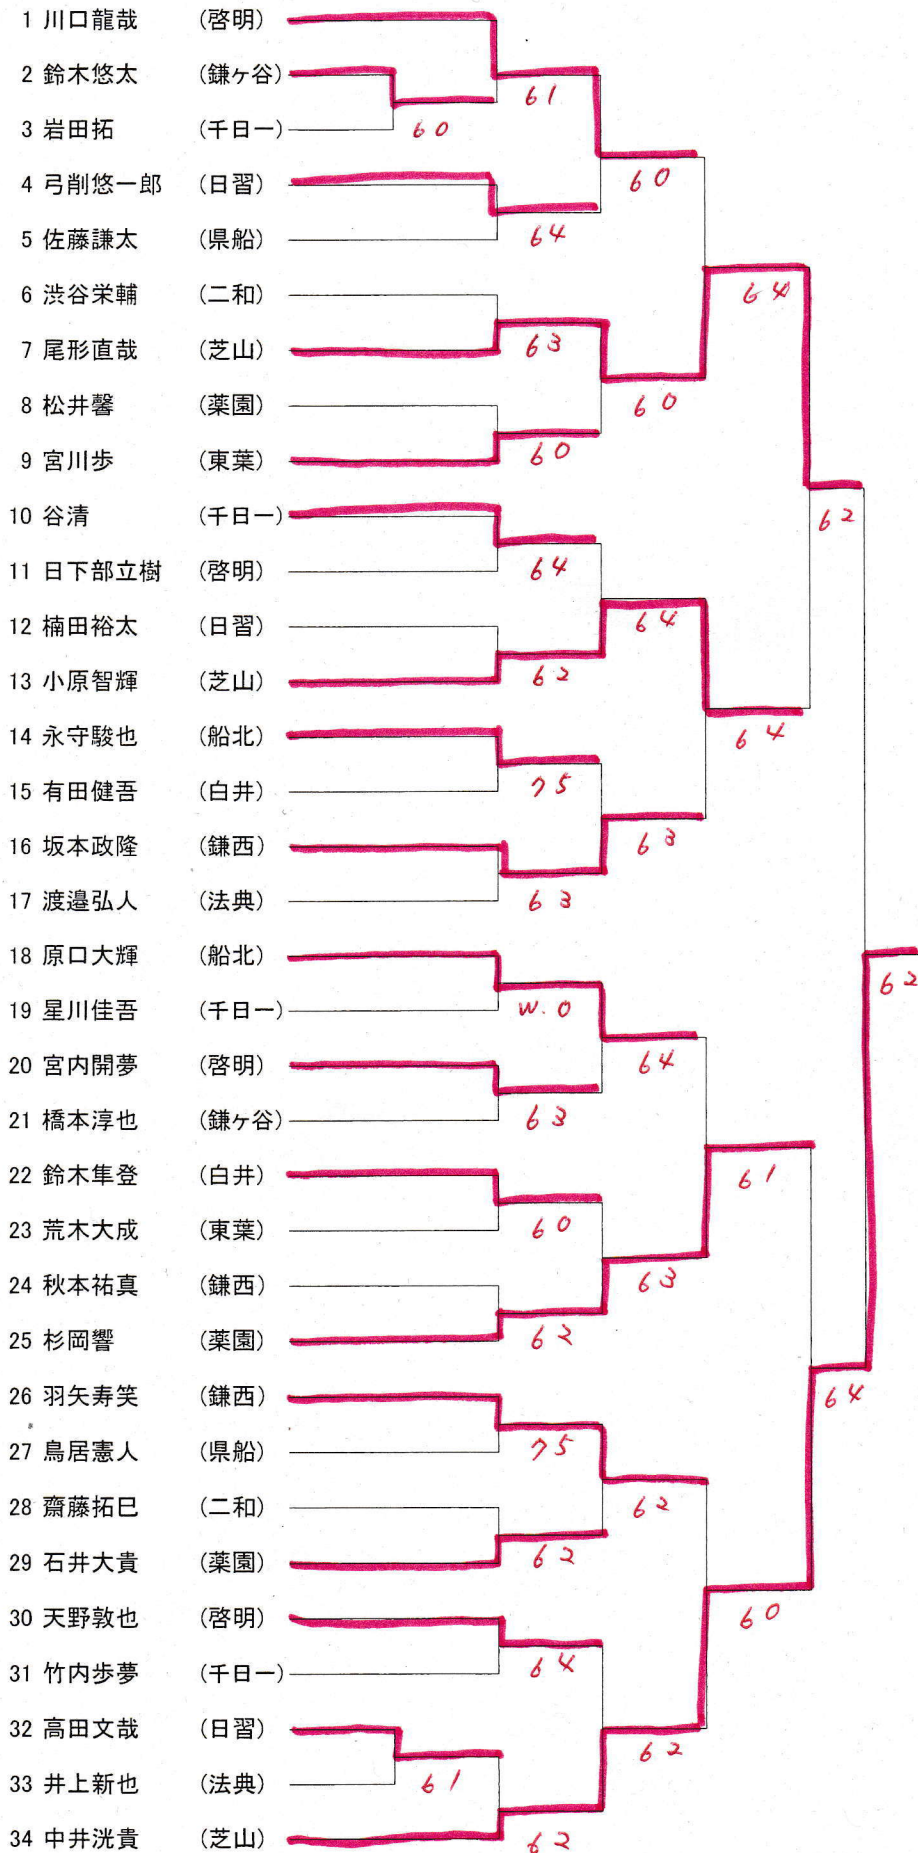 1 川口龍哉 (啓明)
2 鈴木悠太 (鎌ヶ谷)
61
3 岩田拓 (千日一)
60
4 弓削悠一郎 (日習)
60
5 佐藤謙太 (県船)
64
6 渋谷栄輔 (二和)
64
7 尾形直哉 (芝山)
63
8 松井馨 (薬園)
60
9 宮川歩 (東葉)
60
10 谷清 (千日一)
62
11 日下部立樹 (啓明)
64
12 楠田裕太 (日習)
64
13 小原智輝 (芝山)
62
14 永守駿也 (船北)
64
15 有田健吾 (白井)
75
16 坂本政隆 (鎌西)
63
17 渡邉弘人 (法典)
63
18 原口大輝 (船北)
62
19 星川佳吾 (千日一)
W.O
20 宮内開夢 (啓明)
64
21 橋本淳也 (鎌ヶ谷)
63
22 鈴木隼登 (白井)
61
23 荒木大成 (東葉)
60
24 秋本祐真 (鎌西)
63
25 杉岡響 (薬園)
62
26 羽矢寿笑 (鎌西)
64
27 鳥居憲人 (県船)
75
28 齋藤拓巳 (二和)
62
29 石井大貴 (薬園)
62
30 天野敦也 (啓明)
60
31 竹内歩夢 (千日一)
64
32 高田文哉 (日習)
62
33 井上新也 (法典)
61
34 中井洸貴 (芝山)
62